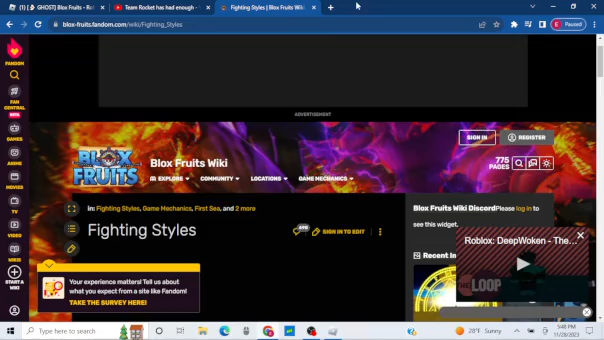 (1) [👻 GHOST] Blox Fruits - Ro
Team Rocket has had enough -
Fighting Styles | Blox Fruits Wiki
blox-fruits.fandom.com/wiki/Fighting_Styles
Paused
FANDOM
FAN CENTRAL
BETA
GAMES
ANIME
MOVIES
TV
VIDEO
WIKIS
START A WIKI
ADVERTISEMENT
SIGN IN
REGISTER
BLOX FRUITS
Blox Fruits Wiki
EXPLORE
COMMUNITY
LOCATIONS
GAME MECHANICS
775 PAGES
In: Fighting Styles, Game Mechanics, First Sea, and 2 more
Fighting Styles
SIGN IN TO EDIT
Blox Fruits Wiki Discord Please log in to
see this widget.
Recent In
Roblox: DeepWoken - The...
THE LOOP
Your experience matters! Tell us about
what you expect from a site like Fandom!
TAKE THE SURVEY HERE!
Type here to search
28°F Sunny
5:48 PM
11/28/2023